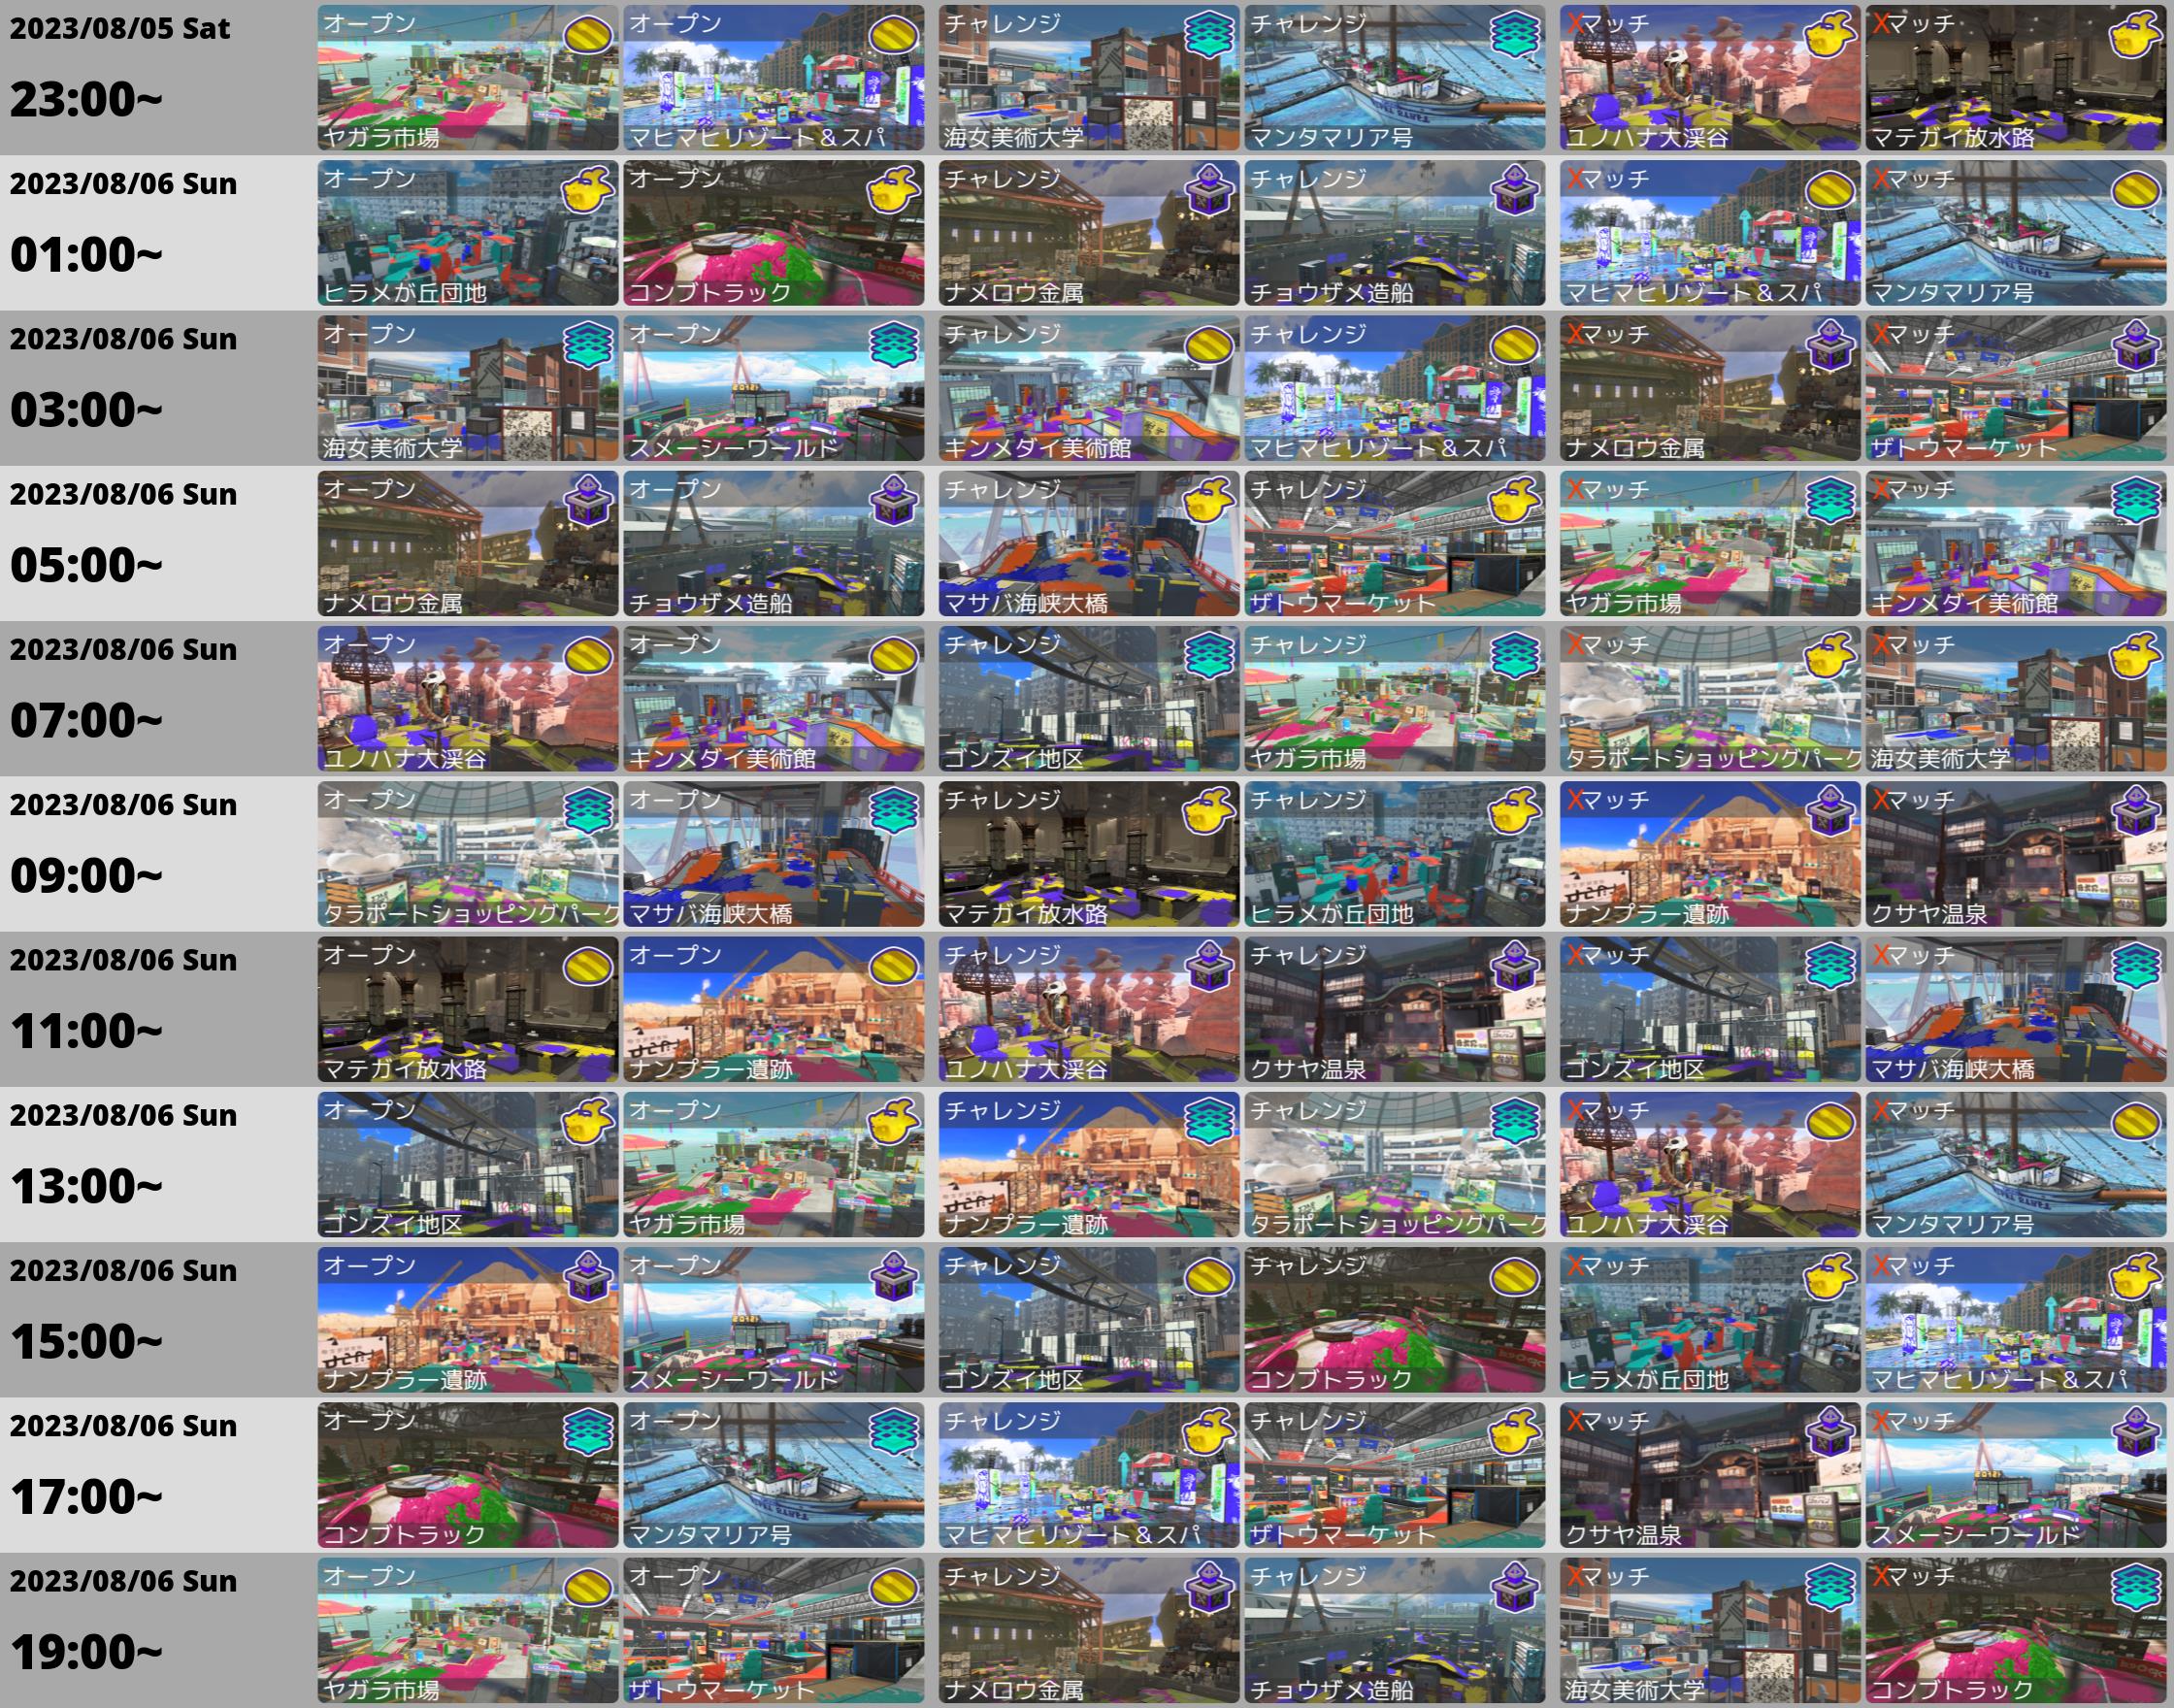 2023/08/05 Sat
23:00~
オープン オープン チャレンジ チャレンジ Xマッチ Xマッチ
ヤガラ市場 マヒマヒリゾート＆スパ 海女美術大学 マンタマリア号 ユノハナ大渓谷 マテガイ放水路
2023/08/06 Sun
01:00~
オープン オープン チャレンジ チャレンジ Xマッチ Xマッチ
ヒラメが丘団地 コンブトラック ナメロウ金属 チョウザメ造船 マヒマヒリゾート＆スパ マンタマリア号
2023/08/06 Sun
03:00~
オープン オープン チャレンジ チャレンジ Xマッチ Xマッチ
海女美術大学 スメーシーワールド キンメダイ美術館 マヒマヒリゾート＆スパ ナメロウ金属 ザトウマーケット
2023/08/06 Sun
05:00~
オープン オープン チャレンジ チャレンジ Xマッチ Xマッチ
ナメロウ金属 チョウザメ造船 マサバ海峡大橋 ザトウマーケット ヤガラ市場 キンメダイ美術館
2023/08/06 Sun
07:00~
オープン オープン チャレンジ チャレンジ Xマッチ Xマッチ
ユノハナ大渓谷 キンメダイ美術館 ゴンズイ地区 ヤガラ市場 タラポートショッピングパーク 海女美術大学
2023/08/06 Sun
09:00~
オープン オープン チャレンジ チャレンジ Xマッチ Xマッチ
タラポートショッピングパーク マサバ海峡大橋 マテガイ放水路 ヒラメが丘団地 ナンプラー遺跡 クサヤ温泉
2023/08/06 Sun
11:00~
オープン オープン チャレンジ チャレンジ Xマッチ Xマッチ
マテガイ放水路 ナンプラー遺跡 ユノハナ大渓谷 クサヤ温泉 ゴンズイ地区 マサバ海峡大橋
2023/08/06 Sun
13:00~
オープン オープン チャレンジ チャレンジ Xマッチ Xマッチ
ゴンズイ地区 ヤガラ市場 ナンプラー遺跡 タラポートショッピングパーク ユノハナ大渓谷 マンタマリア号
2023/08/06 Sun
15:00~
オープン オープン チャレンジ チャレンジ Xマッチ Xマッチ
ナンプラー遺跡 スメーシーワールド ゴンズイ地区 コンブトラック ヒラメが丘団地 マヒマヒリゾート＆スパ
2023/08/06 Sun
17:00~
オープン オープン チャレンジ チャレンジ Xマッチ Xマッチ
コンブトラック マンタマリア号 マヒマヒリゾート＆スパ ザトウマーケット クサヤ温泉 スメーシーワールド
2023/08/06 Sun
19:00~
オープン オープン チャレンジ チャレンジ Xマッチ Xマッチ
ヤガラ市場 ザトウマーケット ナメロウ金属 チョウザメ造船 海女美術大学 コンブトラック